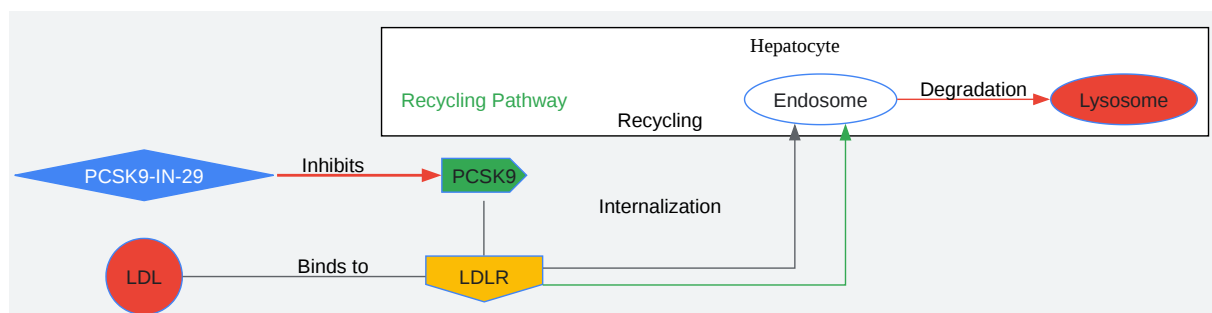 Hepatocyte
Recycling Pathway
Endosome
Degradation
Lysosome
Recycling
PCSK9-IN-29
Inhibits
PCSK9
Internalization
LDL
Binds to
LDLR